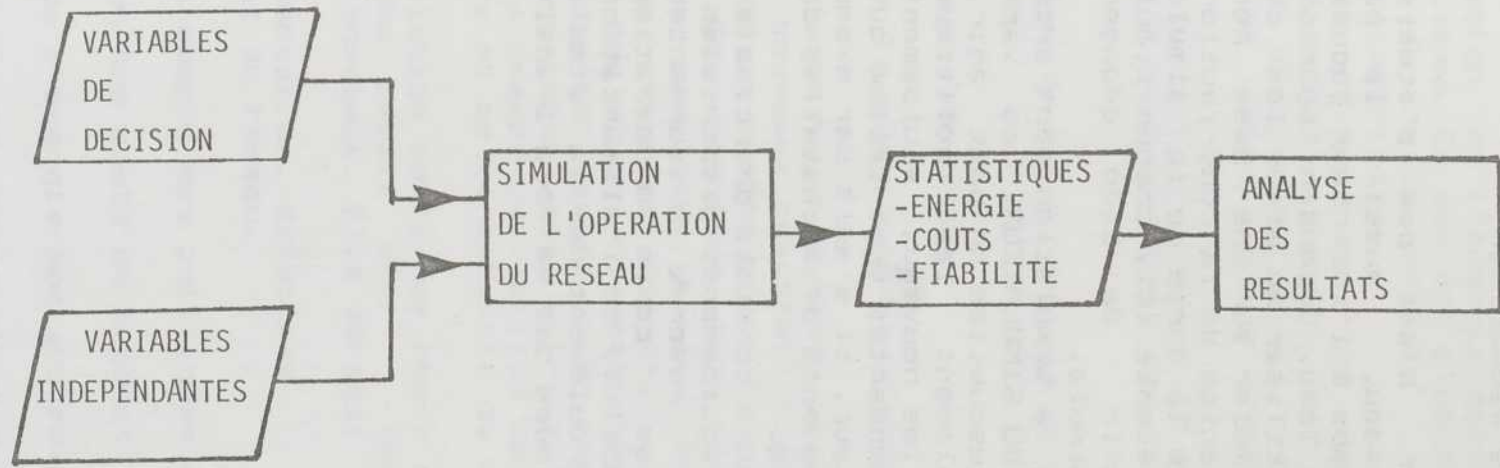 VARIABLES
DE
DECISION
VARIABLES
INDEPENDANTES
SIMULATION
DE L'OPERATION
DU RESEAU
STATISTIQUES
-ENERGIE
-COUTS
-FIABILITE
ANALYSE
DES
RESULTATS